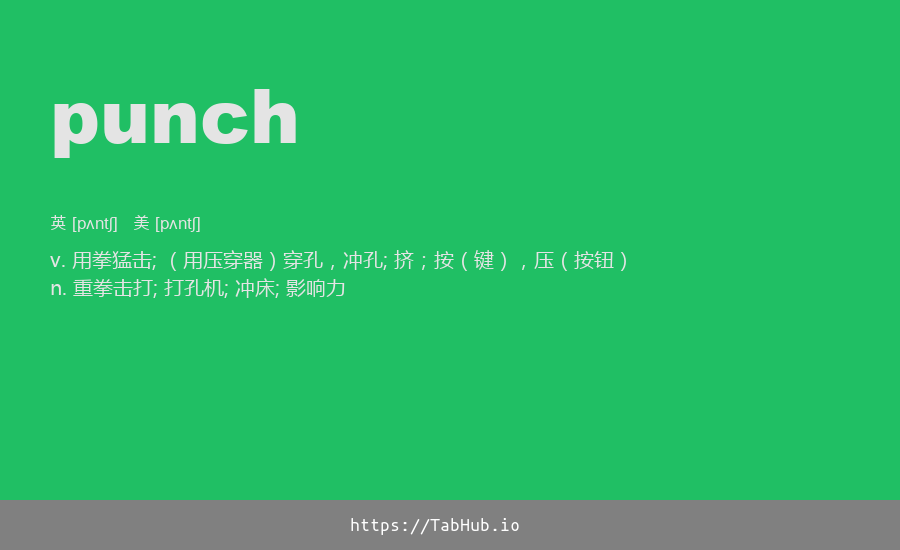 punch
英 [pʌntʃ] 美 [pʌntʃ]
v. 用拳猛击; （用压穿器）穿孔，冲孔; 挤；按（键），压（按钮）
n. 重拳击打; 打孔机; 冲床; 影响力
https://TabHub.io